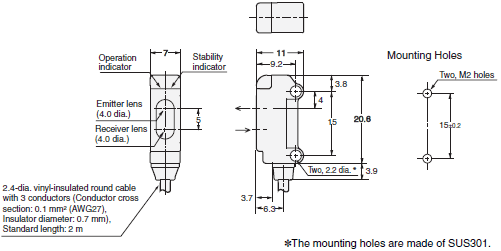 7
Operation
indicator
Stability
indicator
Emitter lens
(4.0 dia.)
Receiver lens
(4.0 dia.)
5
2.4-dia. vinyl-insulated round cable
with 3 conductors (Conductor cross
section: 0.1 mm² (AWG27),
Insulator diameter: 0.7 mm),
Standard length: 2 m
11
9.2
3.8
4
15
20.6
Two, 2.2 dia. *
3.9
3.7
6.3
Mounting Holes
Two, M2 holes
15±0.2
*The mounting holes are made of SUS301.